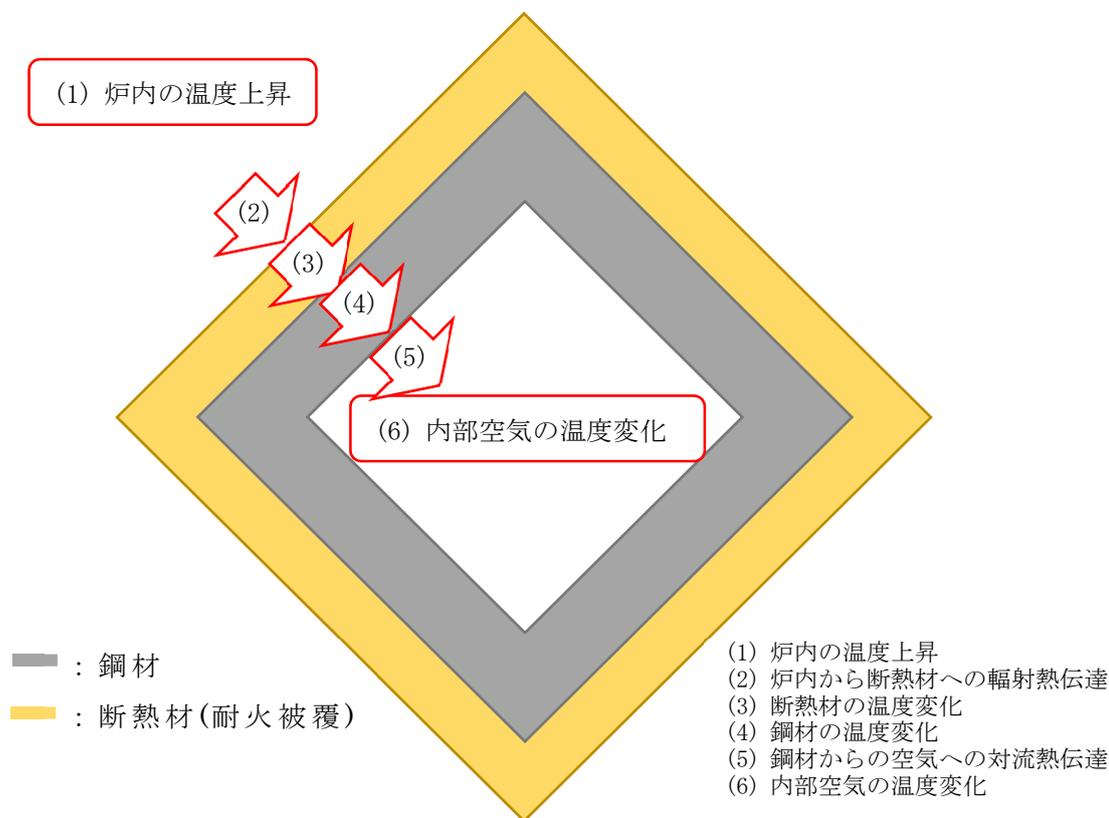 (1) 炉内の温度上昇
(2)
(3)
(4)
(5)
(6) 内部空気の温度変化
: 鋼材
: 断熱材(耐火被覆)
(1) 炉内の温度上昇
(2) 炉内から断熱材への輻射熱伝達
(3) 断熱材の温度変化
(4) 鋼材の温度変化
(5) 鋼材からの空気への対流熱伝達
(6) 内部空気の温度変化